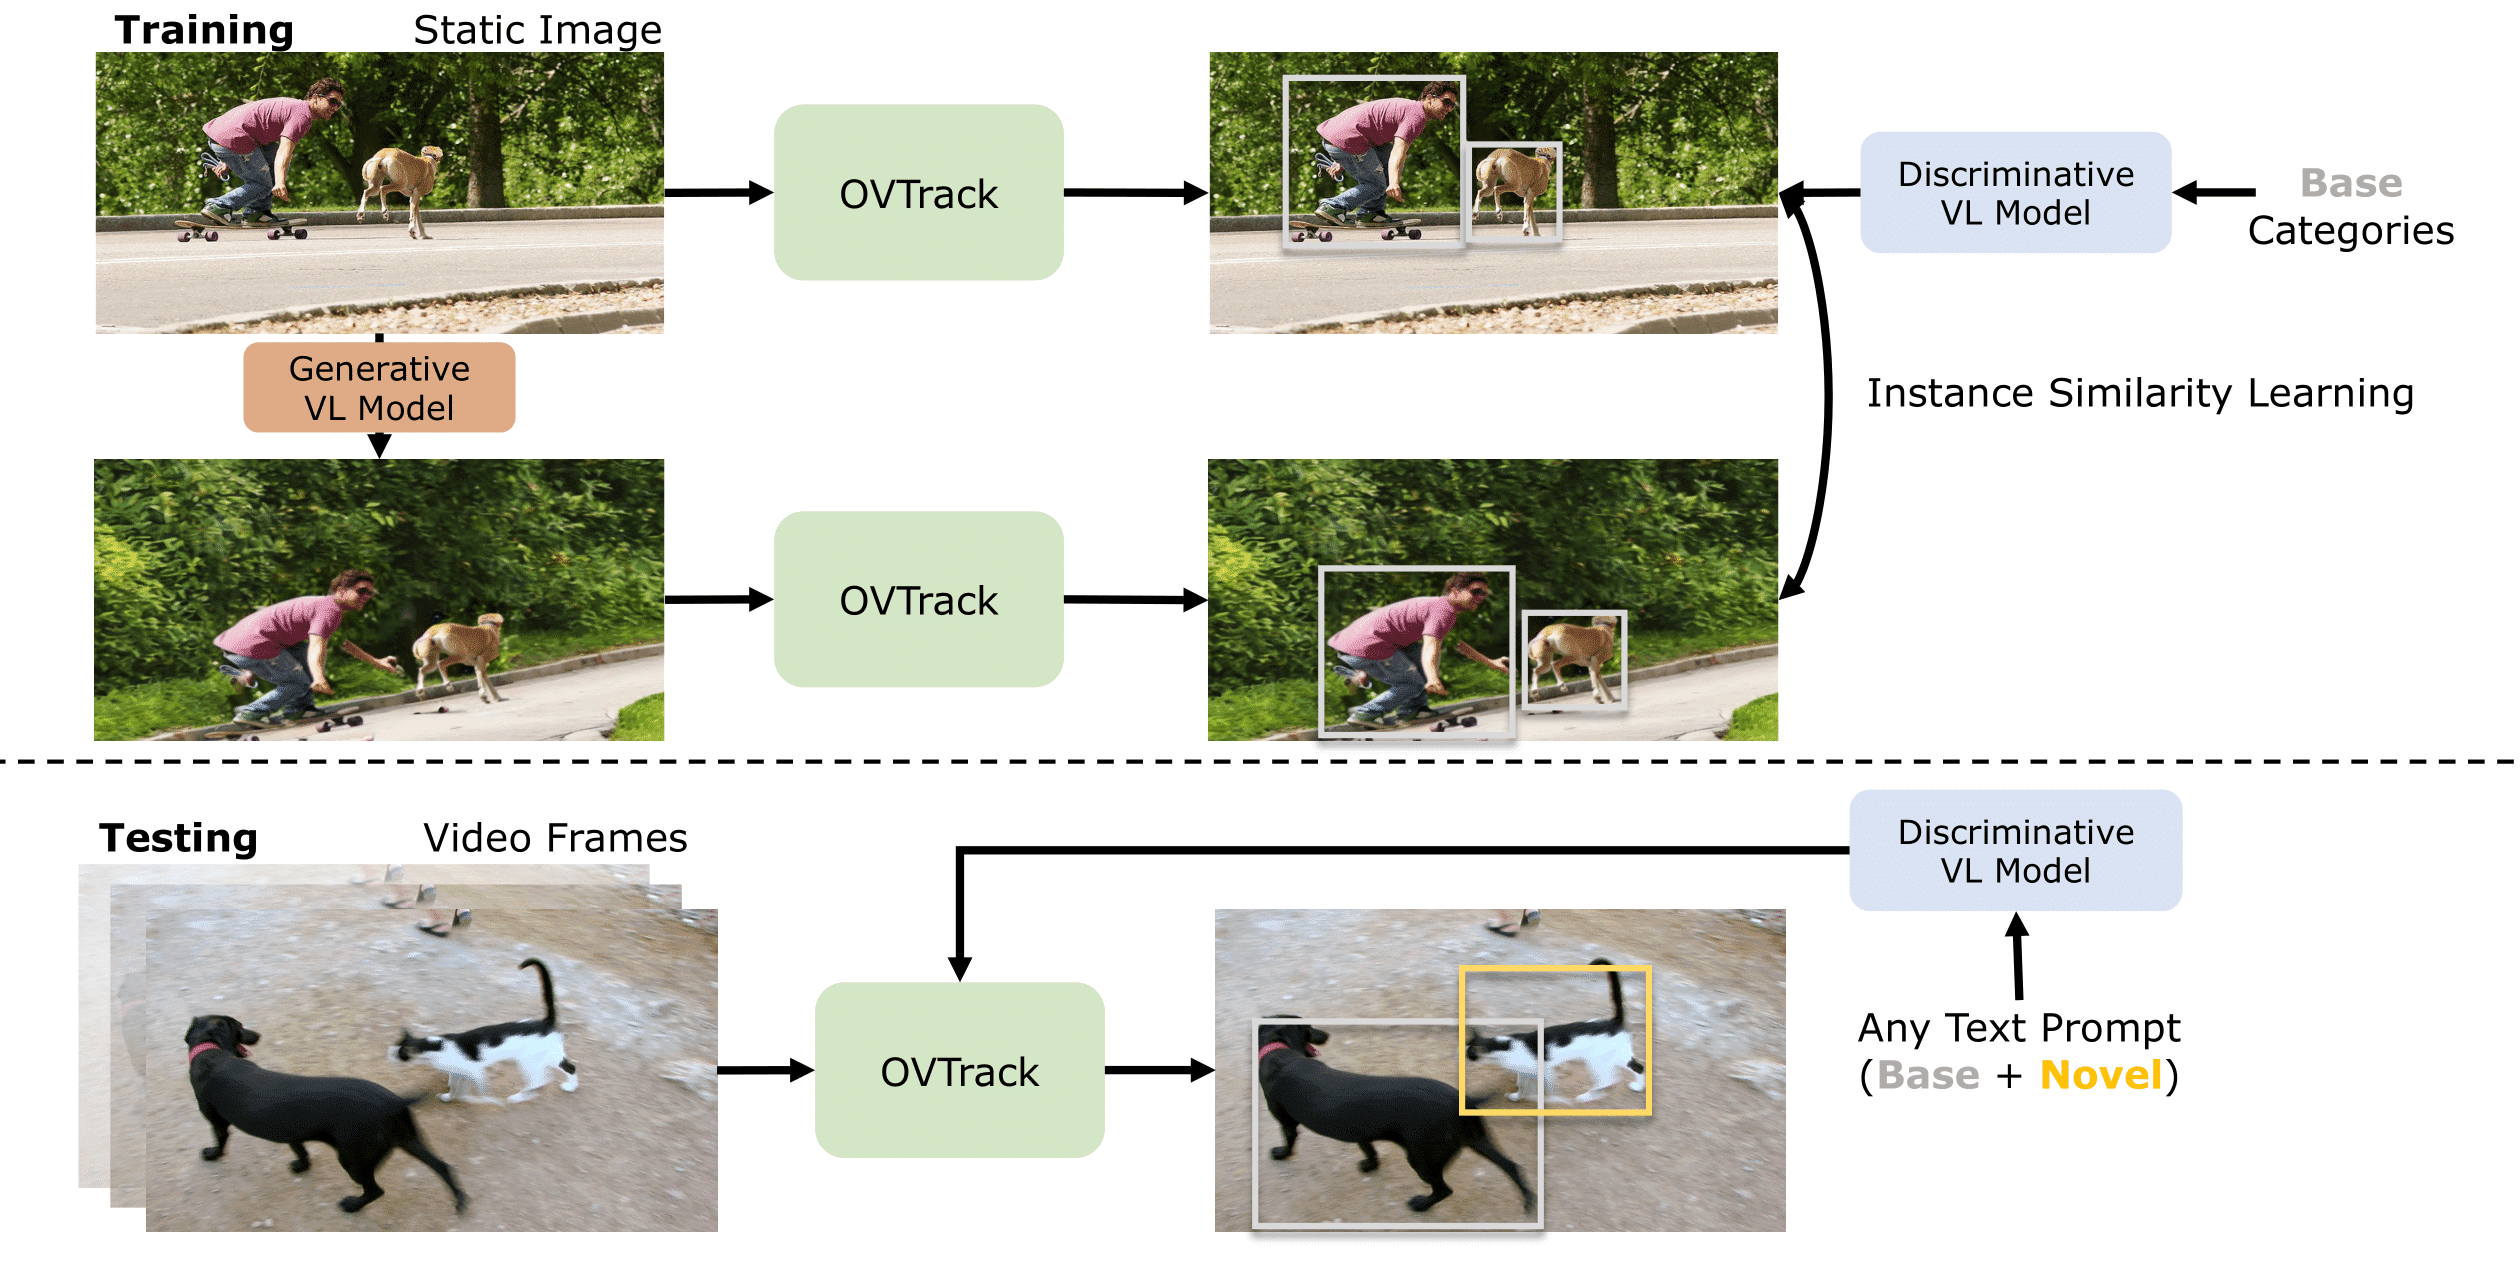 Training
Static Image
OVTrack
Discriminative
VL Model
Base
Categories
Generative
VL Model
Instance Similarity Learning
OVTrack
Testing
Video Frames
Discriminative
VL Model
OVTrack
Any Text Prompt
(Base + Novel)